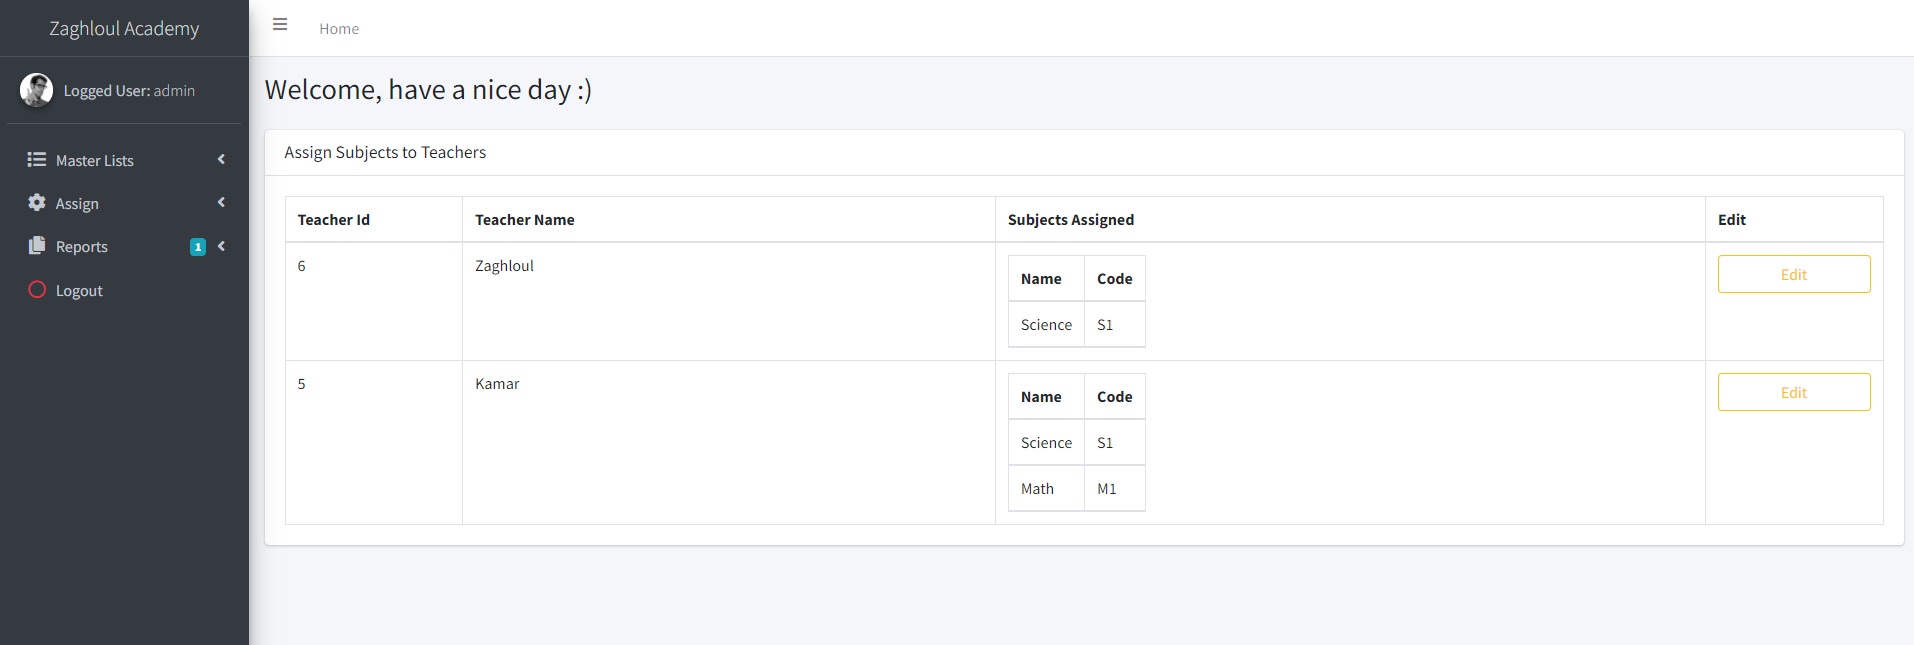 Zaghloul Academy
Home
Logged User: admin
Master Lists
Assign
Reports 1
Logout
Welcome, have a nice day :)
Assign Subjects to Teachers
Teacher Id Teacher Name Subjects Assigned Edit
6 Zaghloul
Name Code
Science S1
Edit
5 Kamar
Name Code
Science S1
Math M1
Edit